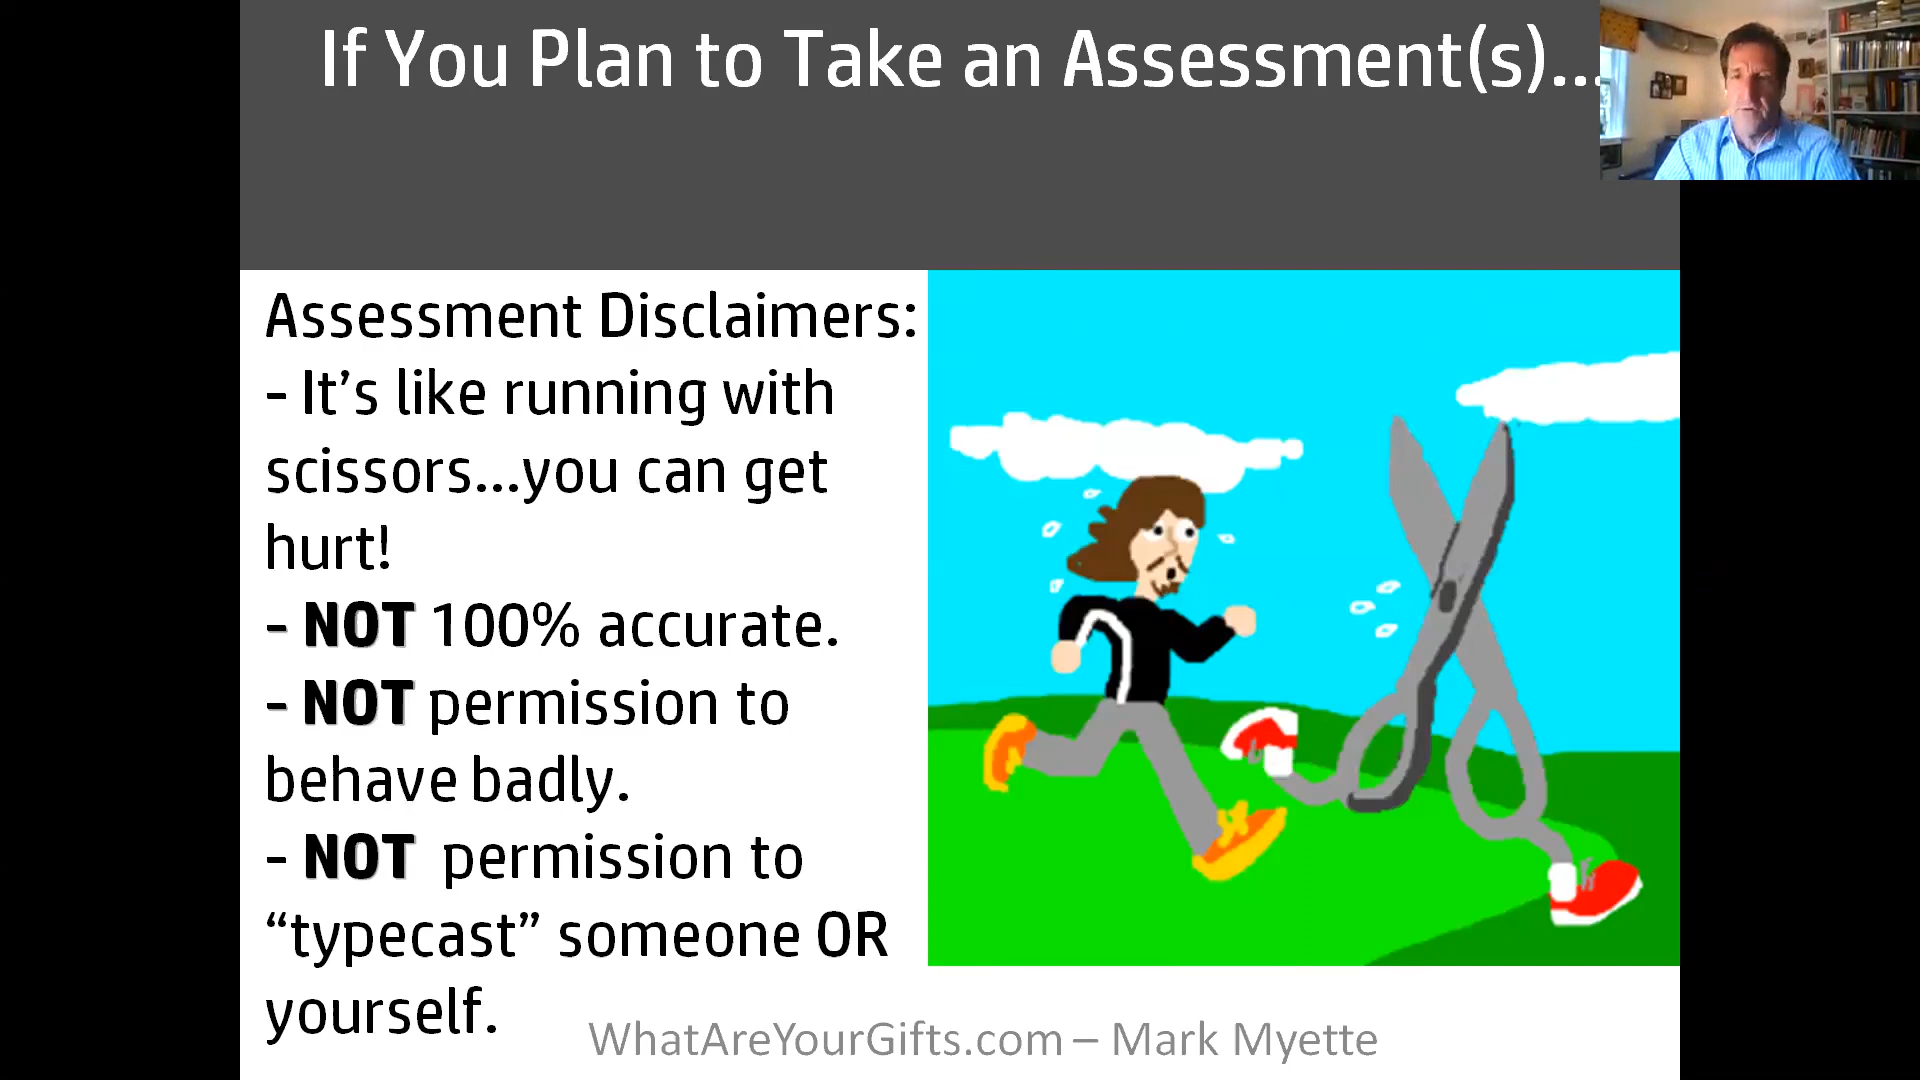 If You Plan to Take an Assessment(s)...
Assessment Disclaimers:
- It’s like running with
scissors...you can get
hurt!
- NOT 100% accurate.
- NOT permission to
behave badly.
- NOT permission to
“typecast” someone OR
yourself.
WhatAreYourGifts.com – Mark Myette